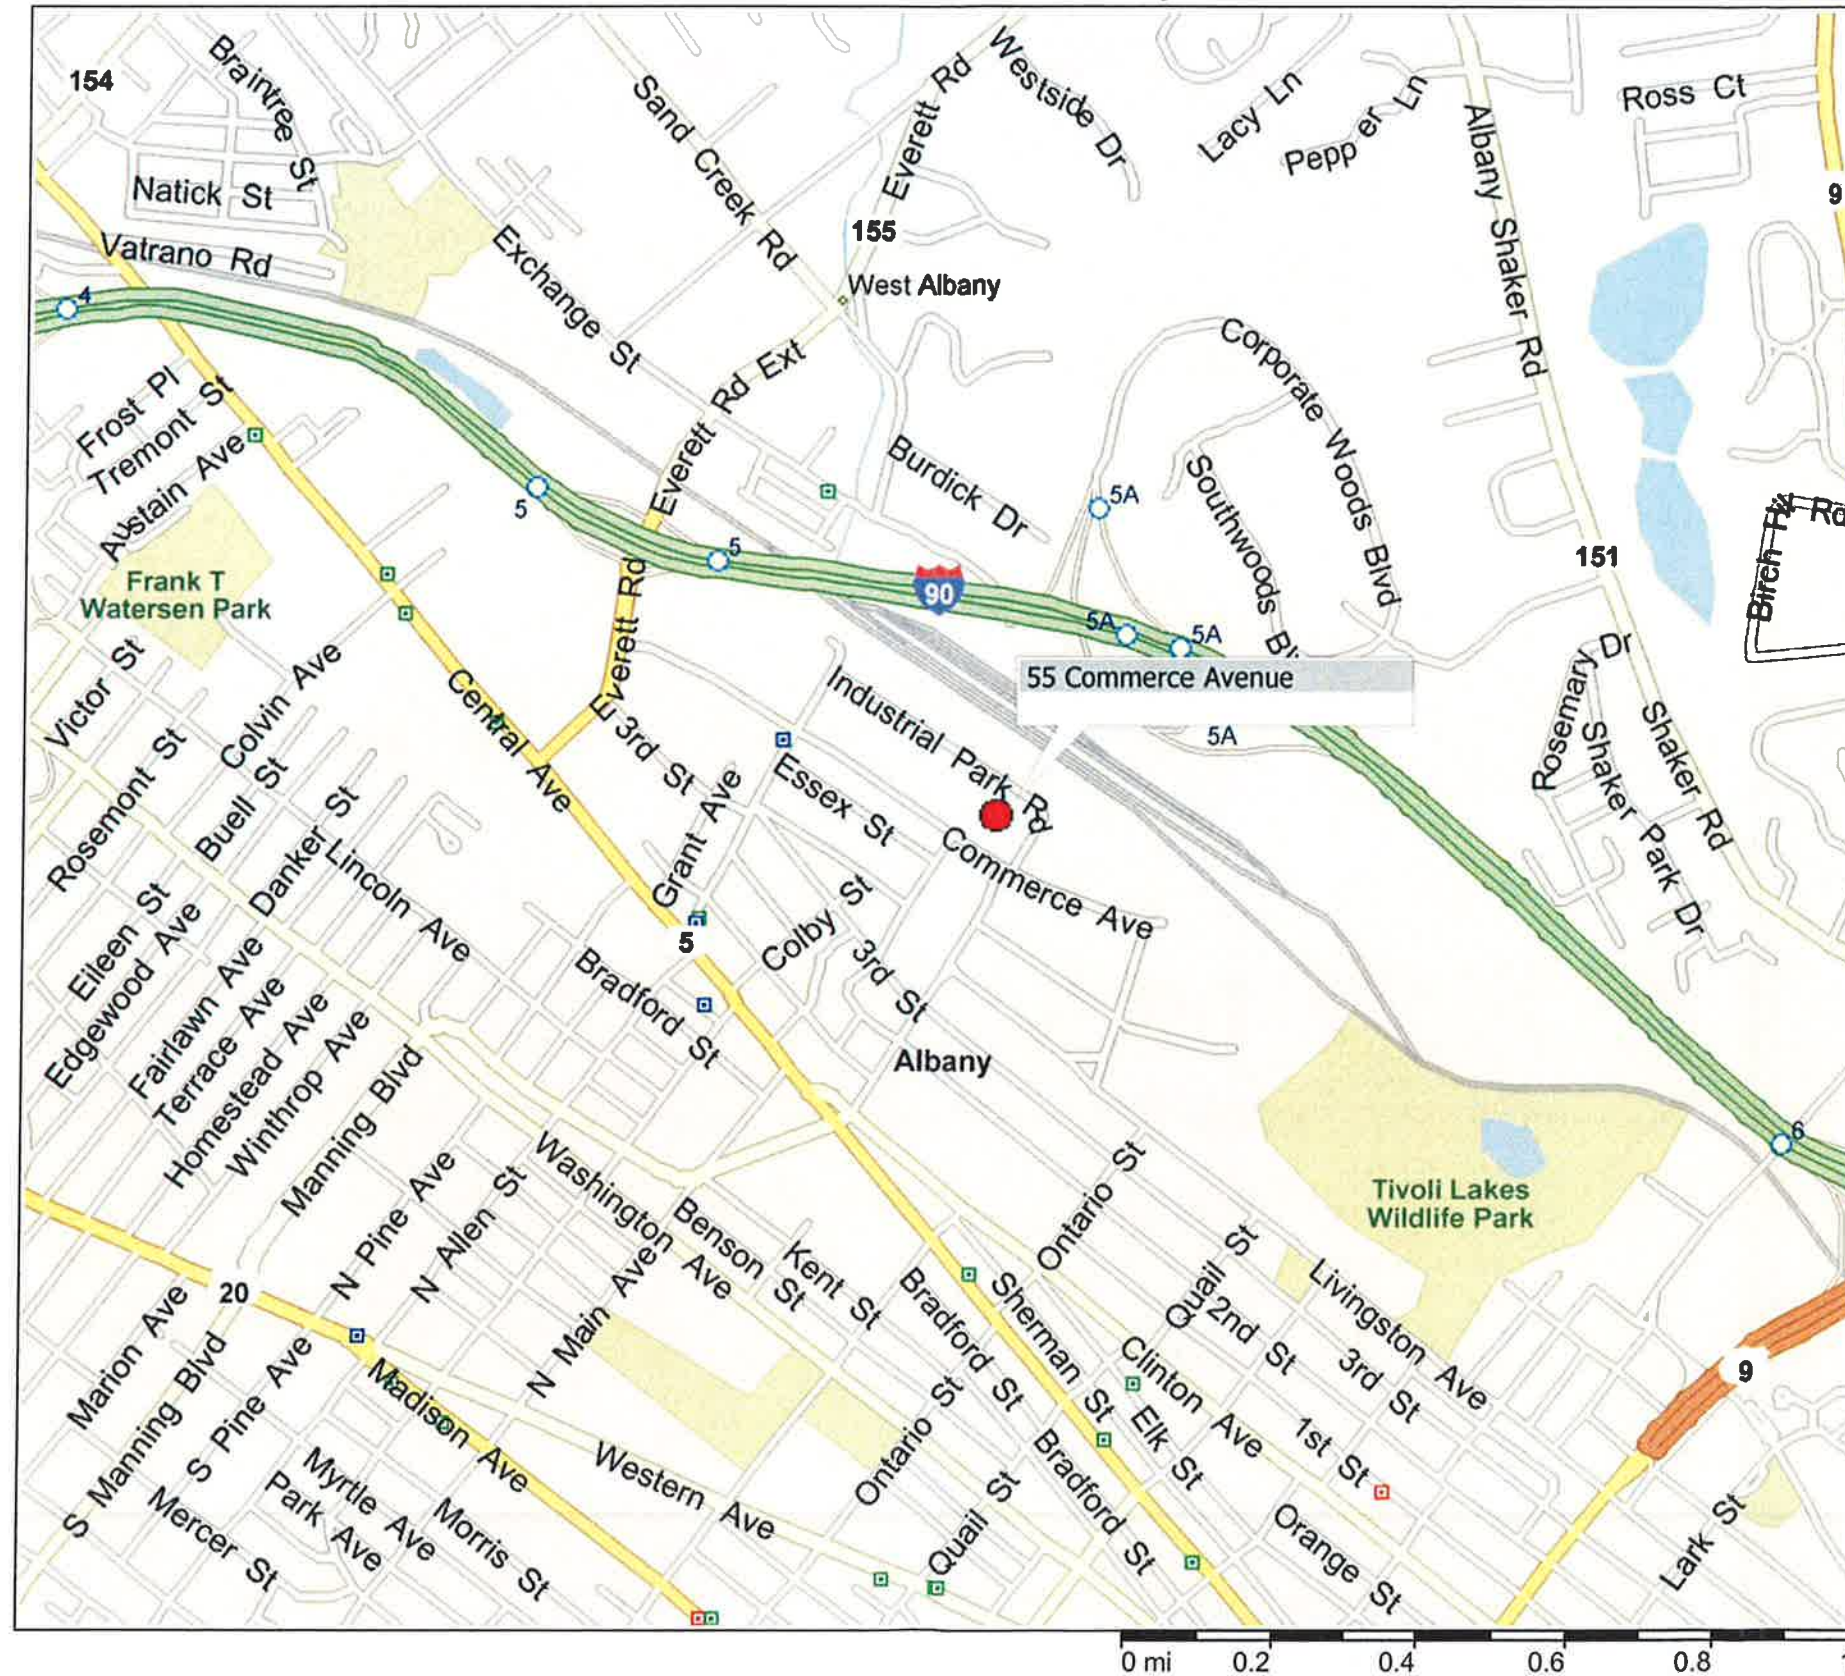 154
Braintree St
Natick St
Vatrano Rd
Sand Creek Rd
Everett Rd
Westside Dr
Lacy Ln
Pepper Ln
Albany Shaker Rd
Ross Ct
9
155
West Albany
Exchange St
4
Frost Pl
Tremont St
Austain Ave
Everett Rd Ext
Everett Rd
Burdick Dr
Corporate Woods Blvd
Southwoods Bl
5A
151
Birch Hl Rd
5
5
90
5A
5A
Frank T
Watersen Park
Everett Rd
E 3rd St
55 Commerce Avenue
5A
Rosemary Dr
Shaker Park Dr
Shaker Rd
Victor St
Colvin Ave
Central Ave
Industrial Park Rd
Essex St
Grant Ave
Commerce Ave
Rosemont St
Buell St
Danker St
Lincoln Ave
Colby St
3rd St
5
Bradford St
Albany
Eileen St
Edgewood Ave
Fairlawn Ave
Terrace Ave
Homestead Ave
Winthrop Ave
Manning Blvd
6
Tivoli Lakes
Wildlife Park
N Pine Ave
N Allen St
Washington Ave
Benson St
Kent St
Ontario St
Quail St
Livingston Ave
20
N Main Ave
Bradford St
Sherman St
2nd St
3rd St
Clinton Ave
9
Marion Ave
S Manning Blvd
S Pine Ave
Madison Ave
Elk St
1st St
Western Ave
Ontario St
Quail St
Bradford St
Orange St
Lark St
Myrtle Ave
Park Ave
Mercer St
Morris St
0 mi 0.2 0.4 0.6 0.8